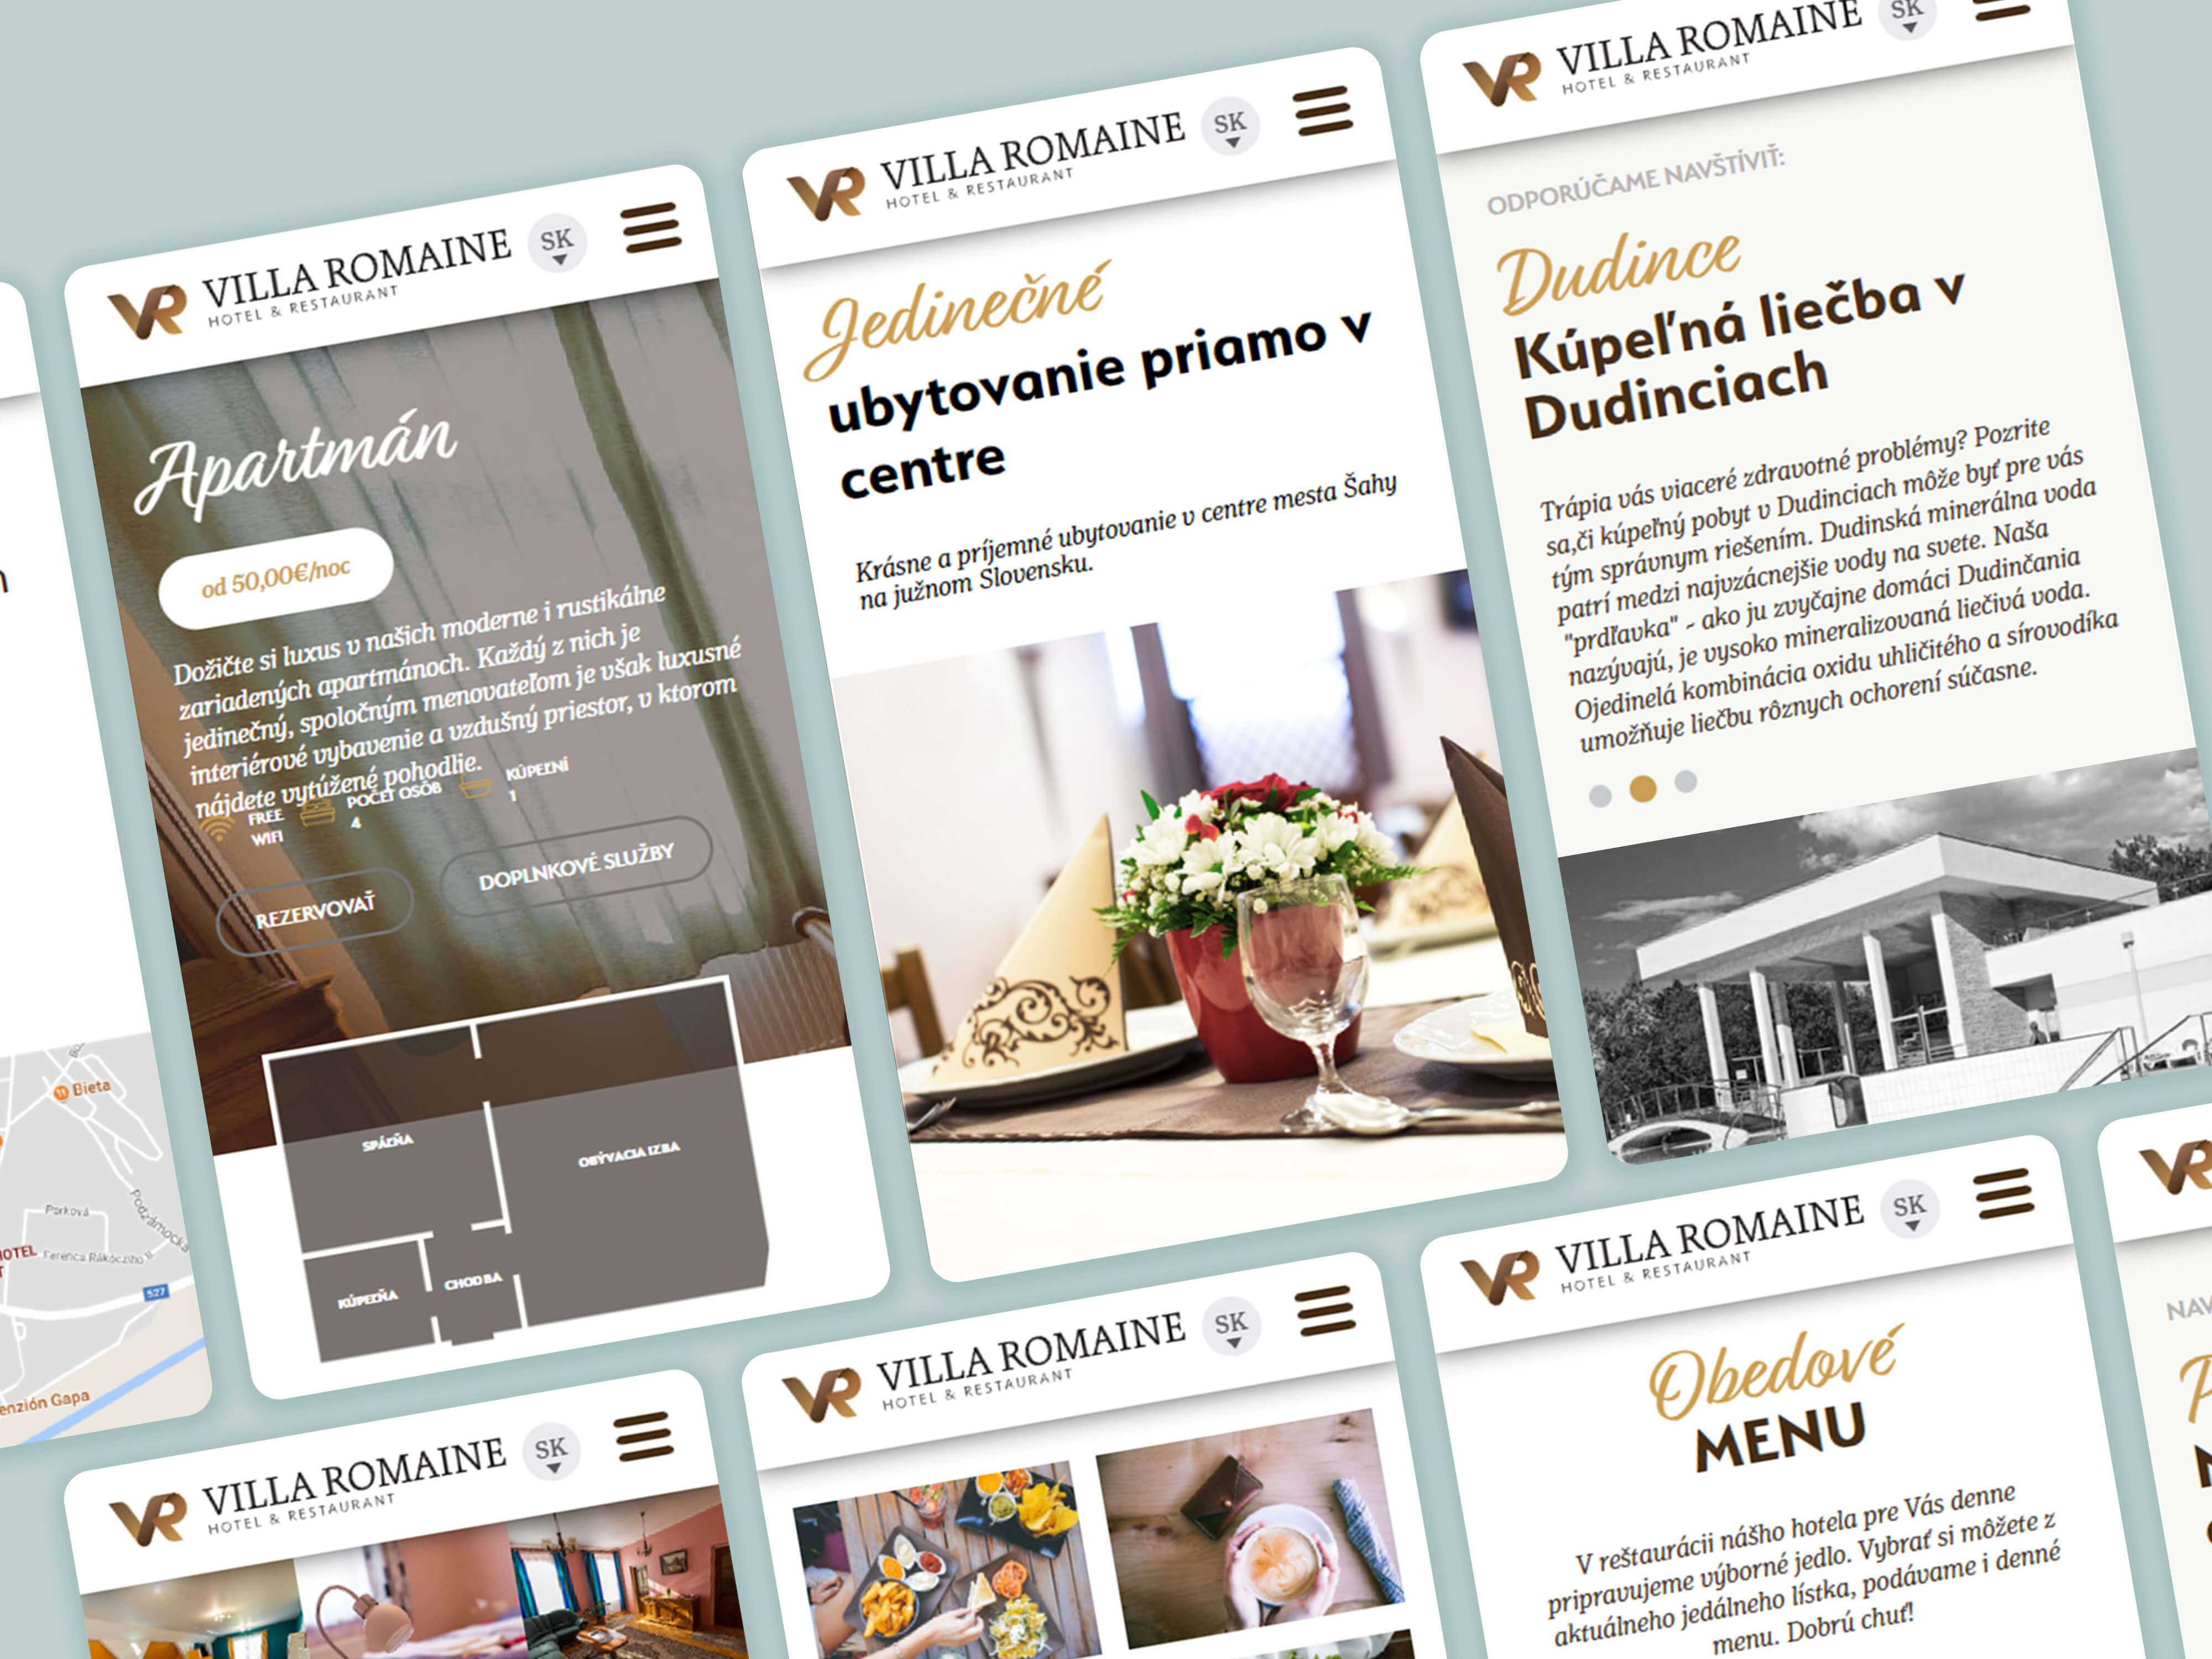 VR VILLA ROMAINE
HOTEL & RESTAURANT
SK
Apartmán
od 50,00€/noc
Dožičte si luxus v našich moderne i rustikálne
zariadených apartmánoch. Každý z nich je
jedinečný, spoločným menovateľom je však luxusné
interiérové vybavenie a vzdušný priestor, v ktorom
nájdete vytúžené pohodlie.
FREE
WIFI
POČET OSÔB
4
KÚPEĽNÍ
1
REZERVOVAŤ
DOPLNKOVÉ SLUŽBY
SPÁLŇA
OBÝVACIA IZBA
KÚPEĽŇA
CHODBA
VR VILLA ROMAINE
HOTEL & RESTAURANT
SK
Jedinečné
ubytovanie priamo v
centre
Krásne a príjemné ubytovanie v centre mesta Šahy
na južnom Slovensku.
VR VILLA ROMAINE
HOTEL & RESTAURANT
SK
ODPORÚČAME NAVŠTÍVIŤ:
Dudince
Kúpeľná liečba v
Dudinciach
Trápia vás viaceré zdravotné problémy? Pozrite
sa,či kúpeľný pobyt v Dudinciach môže byť pre vás
tým správnym riešením. Dudinská minerálna voda
patrí medzi najvzácnejšie vody na svete. Naša
"prdľavka" - ako ju zvyčajne domáci Dudinčania
nazývajú, je vysoko mineralizovaná liečivá voda.
Ojedinelá kombinácia oxidu uhličitého a sírovodíka
umožňuje liečbu rôznych ochorení súčasne.
Bieta
Parková
Podzámocká
HOTEL
Ferenca Rákócziho II
527
enzión Gapa
VR VILLA ROMAINE
HOTEL & RESTAURANT
SK
VR VILLA ROMAINE
HOTEL & RESTAURANT
SK
VR VILLA ROMAINE
HOTEL & RESTAURANT
SK
Obedové
MENU
V reštaurácii nášho hotela pre Vás denne
pripravujeme výborné jedlo. Vybrať si môžete z
aktuálneho jedálneho lístka, podávame i denné
menu. Dobrú chuť!
VR
NAV